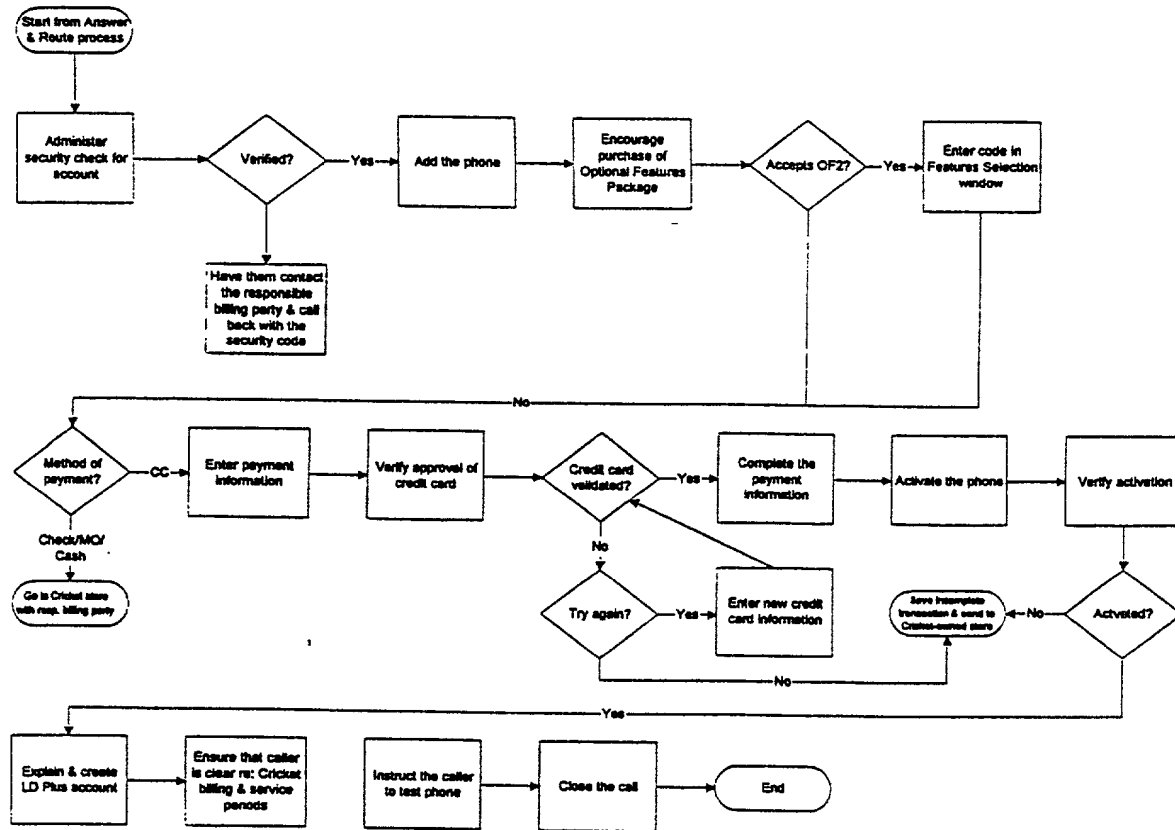 Start from Answer
& Route process
Administer
security check for
account
Verified?
Yes
Add the phone
Encourage
purchase of
Optional Features
Package
Accepts OF2?
Yes
Enter code in
Features Selection
window
Have them contact
the responsible
billing party & call
back with the
security code
No
Method of
payment?
CC
Enter payment
information
Verify approval of
credit card
Credit card
validated?
Yes
Complete the
payment
information
Activate the phone
Verify activation
Check/MO/
Cash
Go to Cricket store
with resp. billing party
No
Try again?
Yes
Enter new credit
card information
Save incomplete
transaction & send to
Cricket-owned store
No
Activated?
No
Yes
Explain & create
LD Plus account
Ensure that caller
is clear re: Cricket
billing & service
periods
Instruct the caller
to test phone
Close the call
End